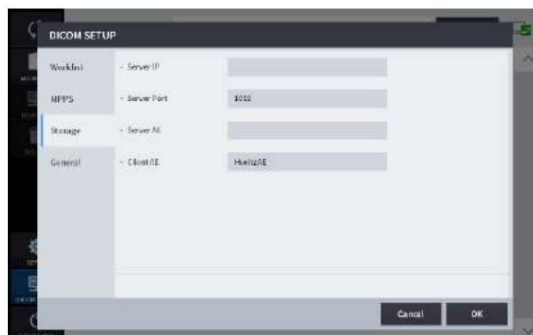 DICOM SETUP
Worklist
- Server IP
MPPS
- Server Port
Storage
- Server AE
General
- Client AE
Cancel
OK